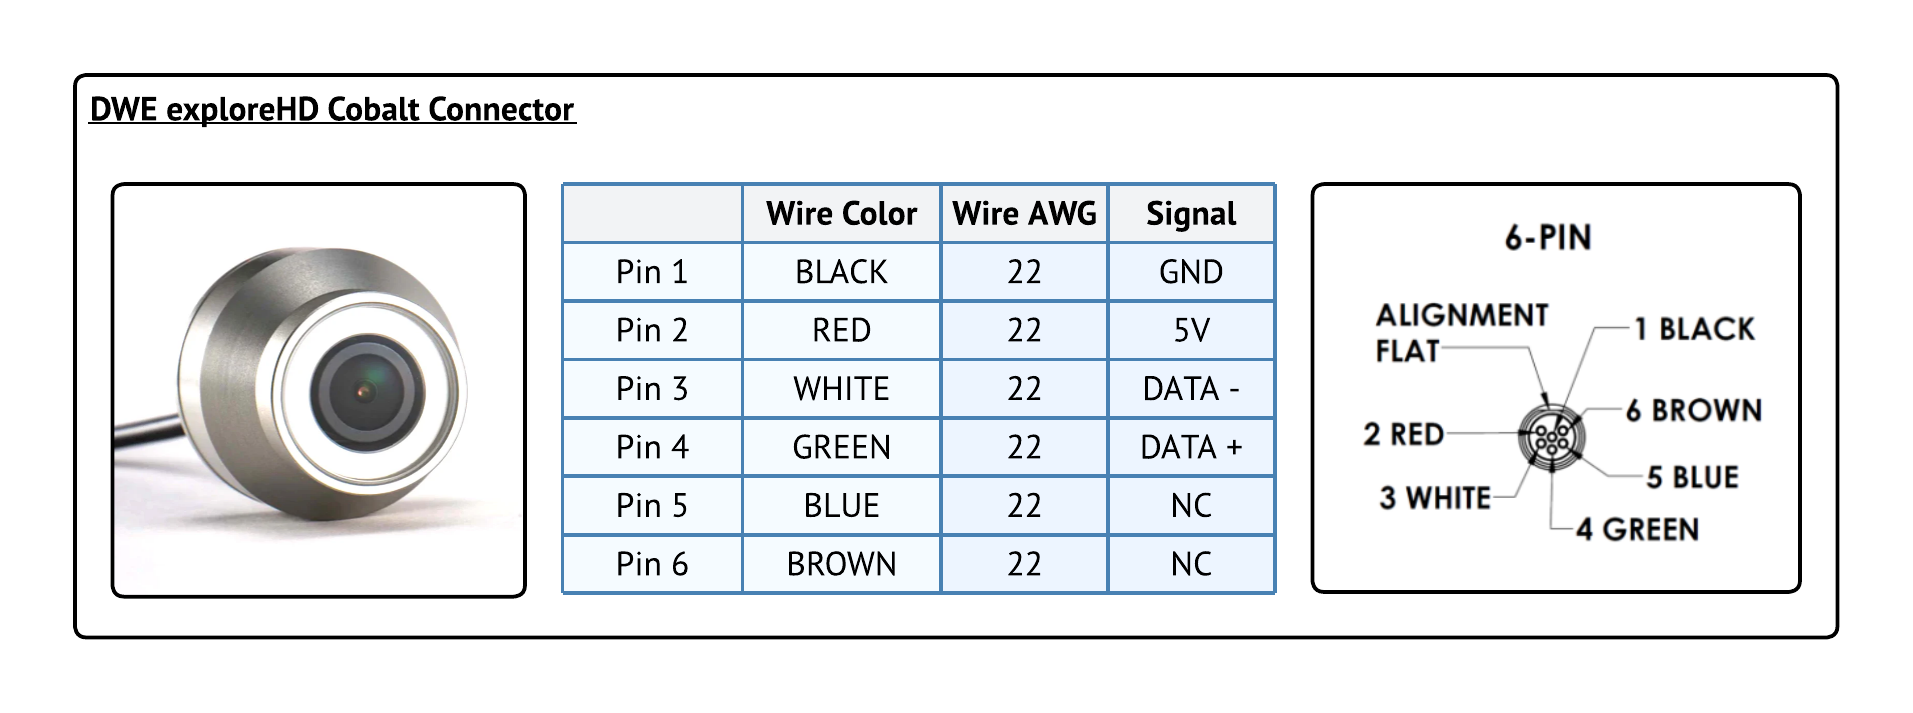 DWE exploreHD Cobalt Connector
Wire Color Wire AWG Signal
Pin 1 BLACK 22 GND
Pin 2 RED 22 5V
Pin 3 WHITE 22 DATA -
Pin 4 GREEN 22 DATA +
Pin 5 BLUE 22 NC
Pin 6 BROWN 22 NC
6-PIN
ALIGNMENT
FLAT
1 BLACK
6 BROWN
2 RED
5 BLUE
3 WHITE
4 GREEN